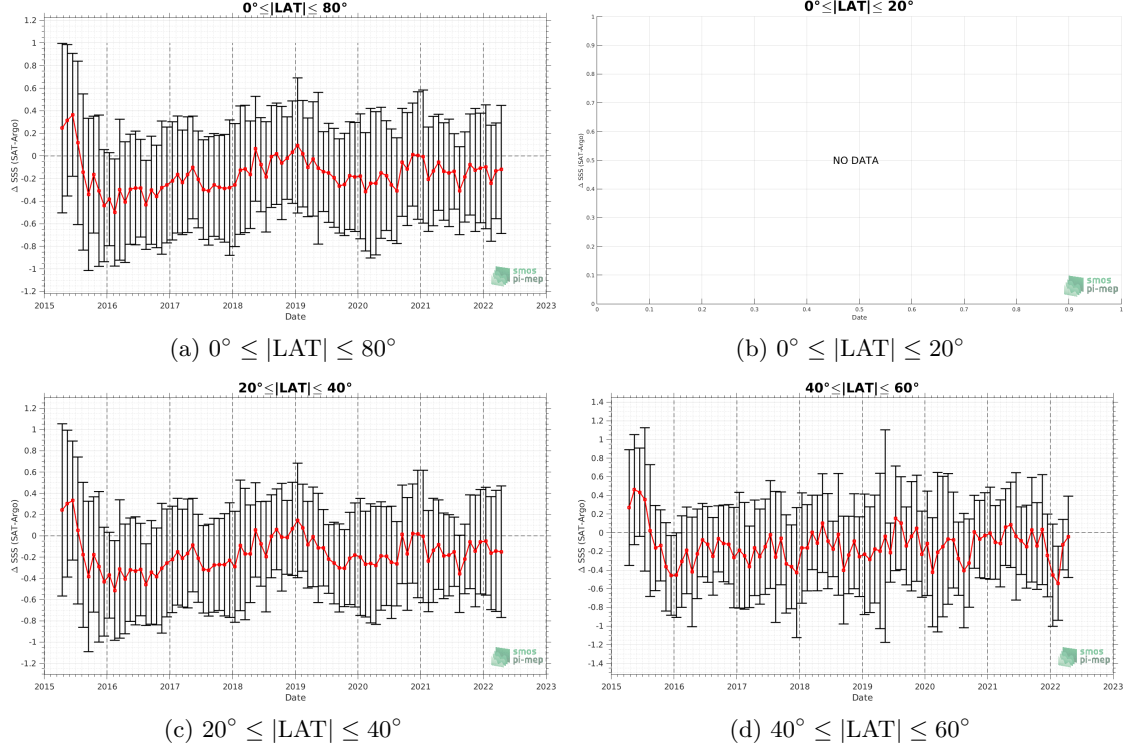 0°≤|LAT|≤ 80°
Δ SSS (SAT-Argo)
1.2
1
0.8
0.6
0.4
0.2
0
-0.2
-0.4
-0.6
-0.8
-1
-1.2
2015 2016 2017 2018 2019 2020 2021 2022 2023
Date
smos
pi-mep
(a) 0° ≤ |LAT| ≤ 80°
0°≤|LAT|≤ 20°
Δ SSS (SAT-Argo)
1
0.9
0.8
0.7
0.6
0.5
0.4
0.3
0.2
0.1
0
NO DATA
0 0.1 0.2 0.3 0.4 0.5 0.6 0.7 0.8 0.9 1
Date
smos
pi-mep
(b) 0° ≤ |LAT| ≤ 20°
20°≤|LAT|≤ 40°
Δ SSS (SAT-Argo)
1.2
1
0.8
0.6
0.4
0.2
0
-0.2
-0.4
-0.6
-0.8
-1
-1.2
2015 2016 2017 2018 2019 2020 2021 2022 2023
Date
smos
pi-mep
(c) 20° ≤ |LAT| ≤ 40°
40°≤|LAT|≤ 60°
Δ SSS (SAT-Argo)
1.4
1.2
1
0.8
0.6
0.4
0.2
0
-0.2
-0.4
-0.6
-0.8
-1
-1.2
-1.4
2015 2016 2017 2018 2019 2020 2021 2022 2023
Date
smos
pi-mep
(d) 40° ≤ |LAT| ≤ 60°